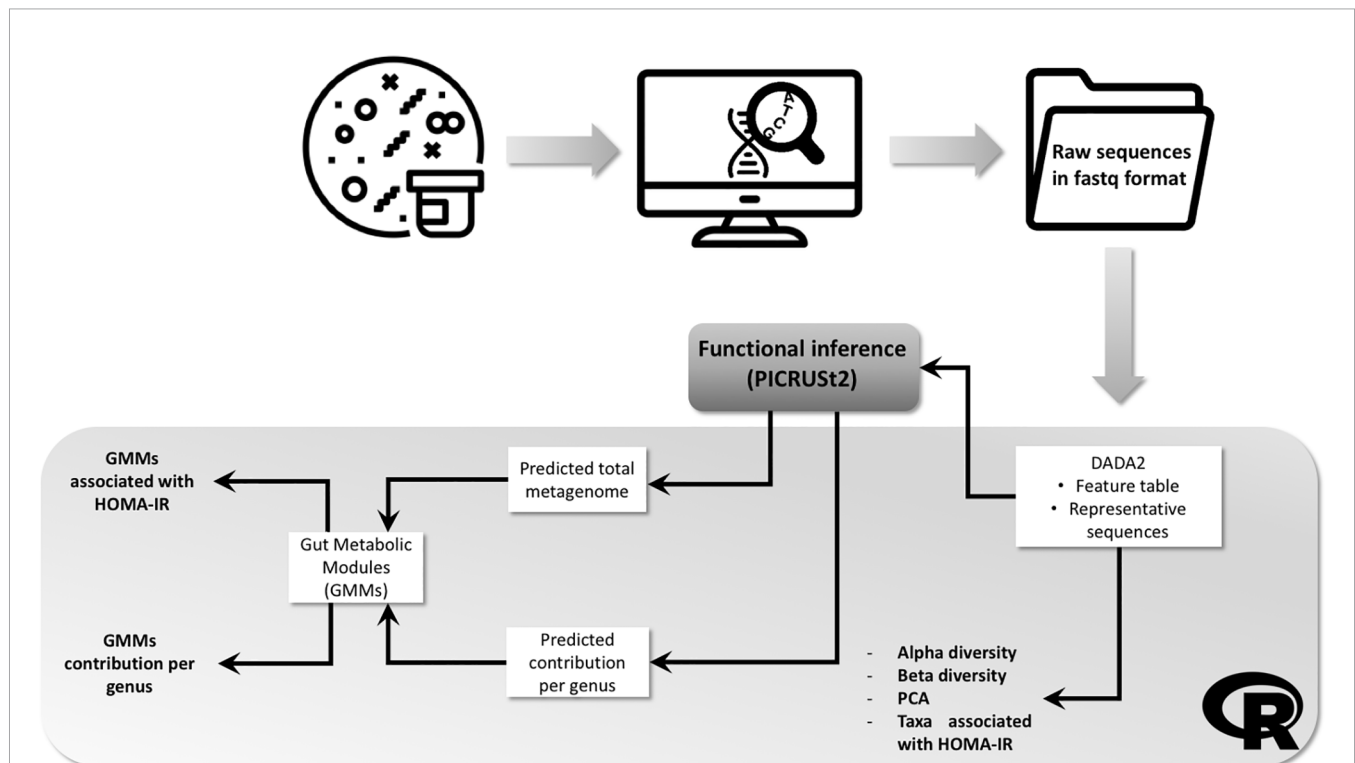 A
T
C
G
Raw sequences
in fastq format
Functional inference
(PICRUSt2)
GMMs
associated with
HOMA-IR
Predicted total
metagenome
DADA2
• Feature table
• Representative
sequences
Gut Metabolic
Modules
(GMMs)
GMMs
contribution per
genus
Predicted
contribution
per genus
- Alpha diversity
- Beta diversity
- PCA
- Taxa associated
with HOMA-IR
R